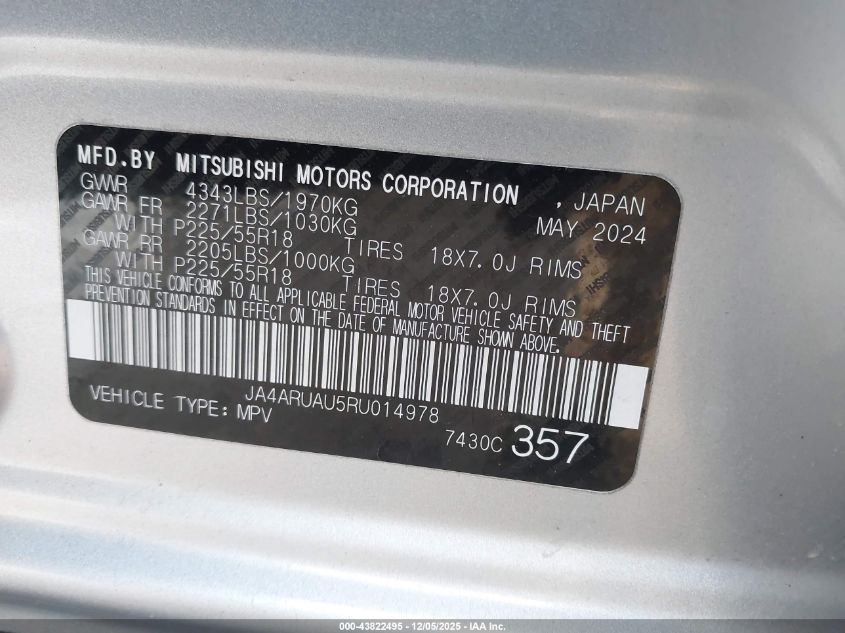 MFD.BY MITSUBISHI MOTORS CORPORATION , JAPAN
GVWR 4343LBS/1970KG MAY 2024
GAWR FR 2271LBS/1030KG
WITH P225/55R18 TIRES 18X7.0J RIMS
GAWR RR 2205LBS/1000KG
WITH P225/55R18 TIRES 18X7.0J RIMS
THIS VEHICLE CONFORMS TO ALL APPLICABLE FEDERAL MOTOR VEHICLE SAFETY AND THEFT
PREVENTION STANDARDS IN EFFECT ON THE DATE OF MANUFACTURE SHOWN ABOVE.
JA4ARUAU5RU014978
VEHICLE TYPE: MPV
7430C 357
000-43822495 - 12/05/2025 - IAA Inc.